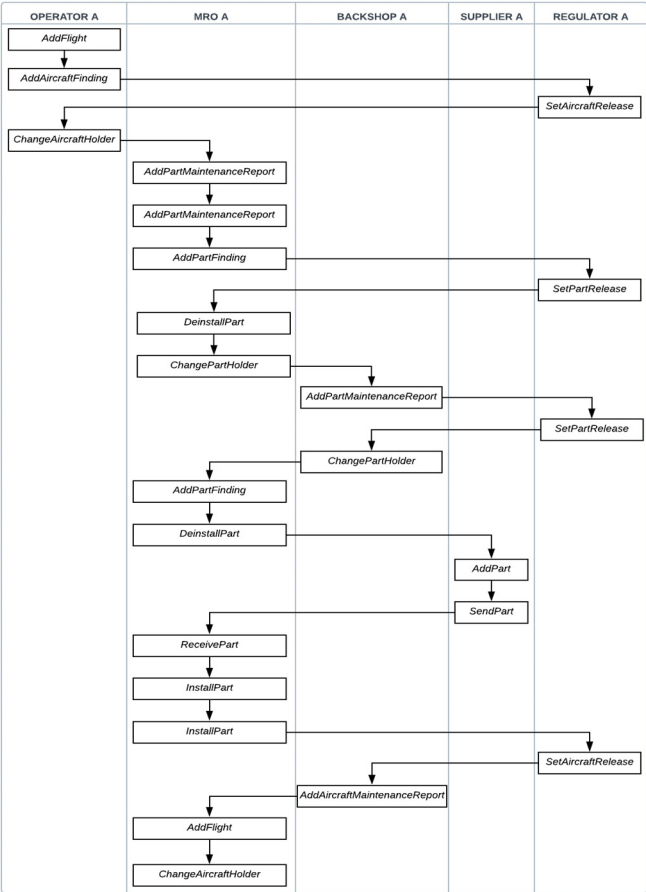 OPERATOR A MRO A BACKSHOP A SUPPLIER A REGULATOR A
AddFlight
AddAircraftFinding
SetAircraftRelease
ChangeAircraftHolder
AddPartMaintenanceReport
AddPartMaintenanceReport
AddPartFinding
SetPartRelease
DeinstallPart
ChangePartHolder
AddPartMaintenanceReport
SetPartRelease
ChangePartHolder
AddPartFinding
DeinstallPart
AddPart
SendPart
ReceivePart
InstallPart
InstallPart
SetAircraftRelease
AddAircraftMaintenanceReport
AddFlight
ChangeAircraftHolder